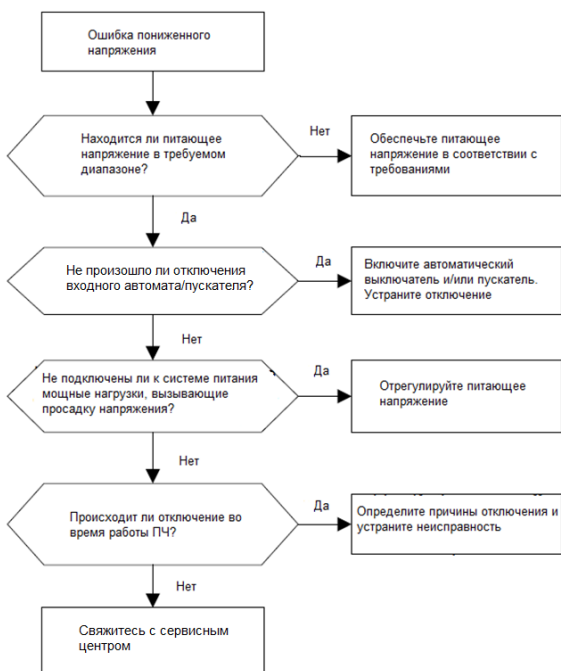 Ошибка пониженного
напряжения
Находится ли питающее
напряжение в требуемом
диапазоне?
Нет
Обеспечьте питающее
напряжение в соответствии с
требованиями
Да
Не произошло ли отключения
входного автомата/пускателя?
Да
Включите автоматический
выключатель и/или пускатель.
Устраните отключение
Нет
Не подключены ли к системе питания
мощные нагрузки, вызывающие
просадку напряжения?
Да
Отрегулируйте питающее
напряжение
Нет
Происходит ли отключение во
время работы ПЧ?
Да
Определите причины отключения и
устраните неисправность
Нет
Свяжитесь с сервисным
центром